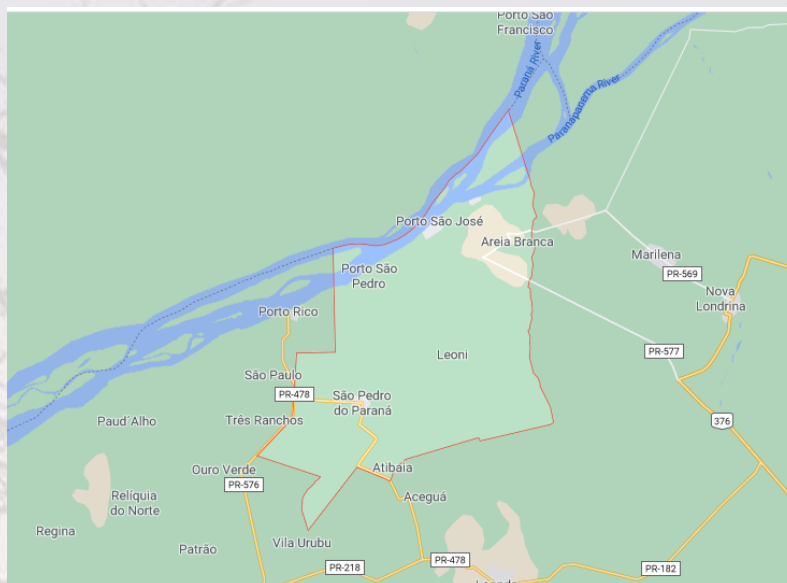 Porto São
Francisco
Paraná River
Paranapanema River
Porto São José
Areia Branca
Marilena
PR-569
Porto São
Pedro
Nova
Londrina
Porto Rico
PR-577
Leoni
São Paulo
PR-478
São Pedro
do Paraná
Paud´Alho
Três Ranchos
376
Ouro Verde
Atibaia
PR-576
Relíquia
do Norte
Aceguá
Regina
Patrão
Vila Urubu
PR-218
PR-478
PR-182